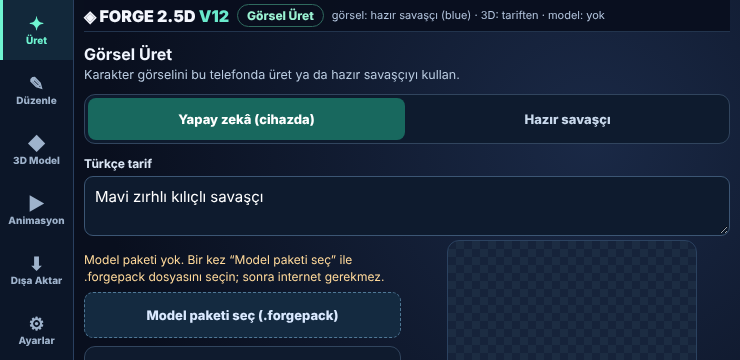 Üret
Düzenle
3D Model
Animasyon
Dışa Aktar
Ayarlar
FORGE 2.5D V12
Görsel Üret
görsel: hazır savaşçı (blue) · 3D: tariften · model: yok
Görsel Üret
Karakter görselini bu telefonda üret ya da hazır savaşçıyı kullan.
Yapay zekâ (cihazda)
Hazır savaşçı
Türkçe tarif
Mavi zırhlı kılıçlı savaşçı
Model paketi yok. Bir kez “Model paketi seç” ile
.forgepack dosyasını seçin; sonra internet gerekmez.
Model paketi seç (.forgepack)